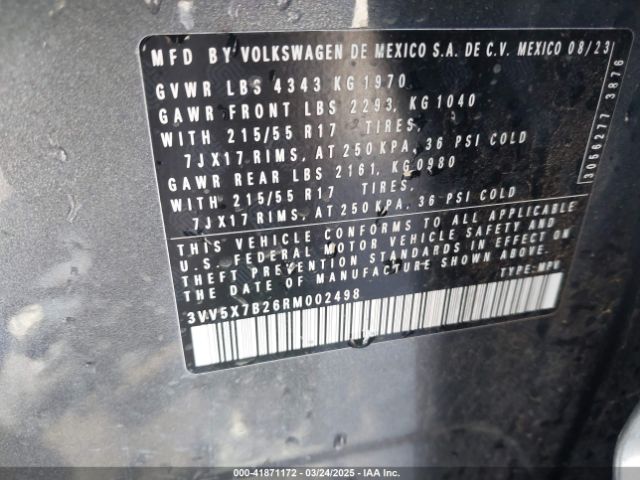 MFD BY VOLKSWAGEN DE MEXICO S.A. DE C.V. MEXICO 08/23
GVWR LBS 4343 KG 1970
GAWR FRONT LBS 2293, KG 1040
WITH 215/55 R17 TIRES,
7JX17 RIMS, AT 250 KPA, 36 PSI COLD
GAWR REAR LBS 2161, KG 0980
WITH 215/55 R17 TIRES,
7JX17 RIMS, AT 250 KPA, 36 PSI COLD
THIS VEHICLE CONFORMS TO ALL APPLICABLE
U.S. FEDERAL MOTOR VEHICLE SAFETY AND
THEFT PREVENTION STANDARDS IN EFFECT ON
THE DATE OF MANUFACTURE SHOWN ABOVE.
TYPE-MPV
3VV5X7B26RM002498
3056277 3876
000-41871172 — 03/24/2025 — IAA Inc.